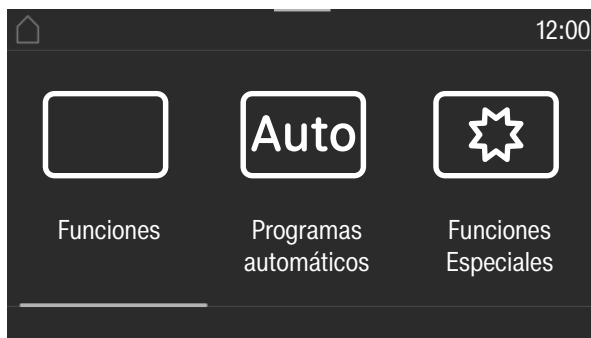 12:00
Auto
Funciones
Programas
automáticos
Funciones
Especiales